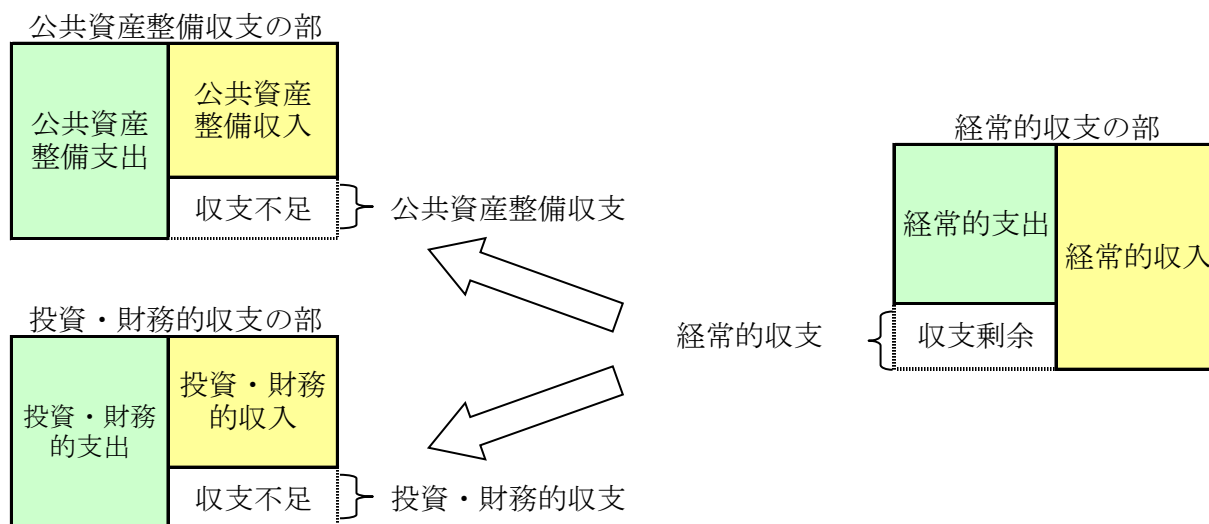 公共資産整備収支の部
公共資産
整備支出
公共資産
整備収入
収支不足
公共資産整備収支
投資・財務的収支の部
投資・財務
的支出
投資・財務
的収入
収支不足
投資・財務的収支
経常的収支
経常的収支の部
経常的支出
収支剰余
経常的収入